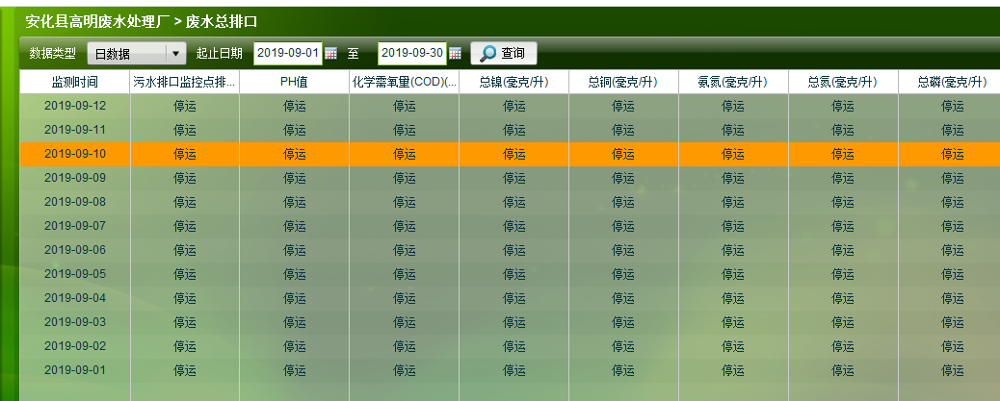 安化县高明废水处理厂 > 废水总排口
数据类型 日数据 起止日期 2019-09-01 至 2019-09-30 查询
监测时间 污水排口监控点排... PH值 化学需氧量(COD)(... 总镍(毫克/升) 总铜(毫克/升) 氨氮(毫克/升) 总氮(毫克/升) 总磷(毫克/升)
2019-09-12 停运 停运 停运 停运 停运 停运 停运 停运
2019-09-11 停运 停运 停运 停运 停运 停运 停运 停运
2019-09-10 停运 停运 停运 停运 停运 停运 停运 停运
2019-09-09 停运 停运 停运 停运 停运 停运 停运 停运
2019-09-08 停运 停运 停运 停运 停运 停运 停运 停运
2019-09-07 停运 停运 停运 停运 停运 停运 停运 停运
2019-09-06 停运 停运 停运 停运 停运 停运 停运 停运
2019-09-05 停运 停运 停运 停运 停运 停运 停运 停运
2019-09-04 停运 停运 停运 停运 停运 停运 停运 停运
2019-09-03 停运 停运 停运 停运 停运 停运 停运 停运
2019-09-02 停运 停运 停运 停运 停运 停运 停运 停运
2019-09-01 停运 停运 停运 停运 停运 停运 停运 停运